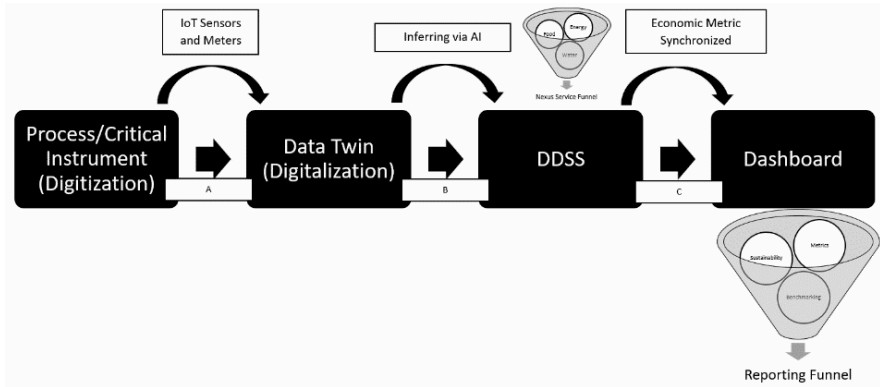 IoT Sensors
and Meters
Inferring via AI
Food
Energy
Water
Nexus Service Funnel
Economic Metric
Synchronized
Process/Critical
Instrument
(Digitization)
A
Data Twin
(Digitalization)
B
DDSS
C
Dashboard
Sustainability
Metrics
Benchmarking
Reporting Funnel